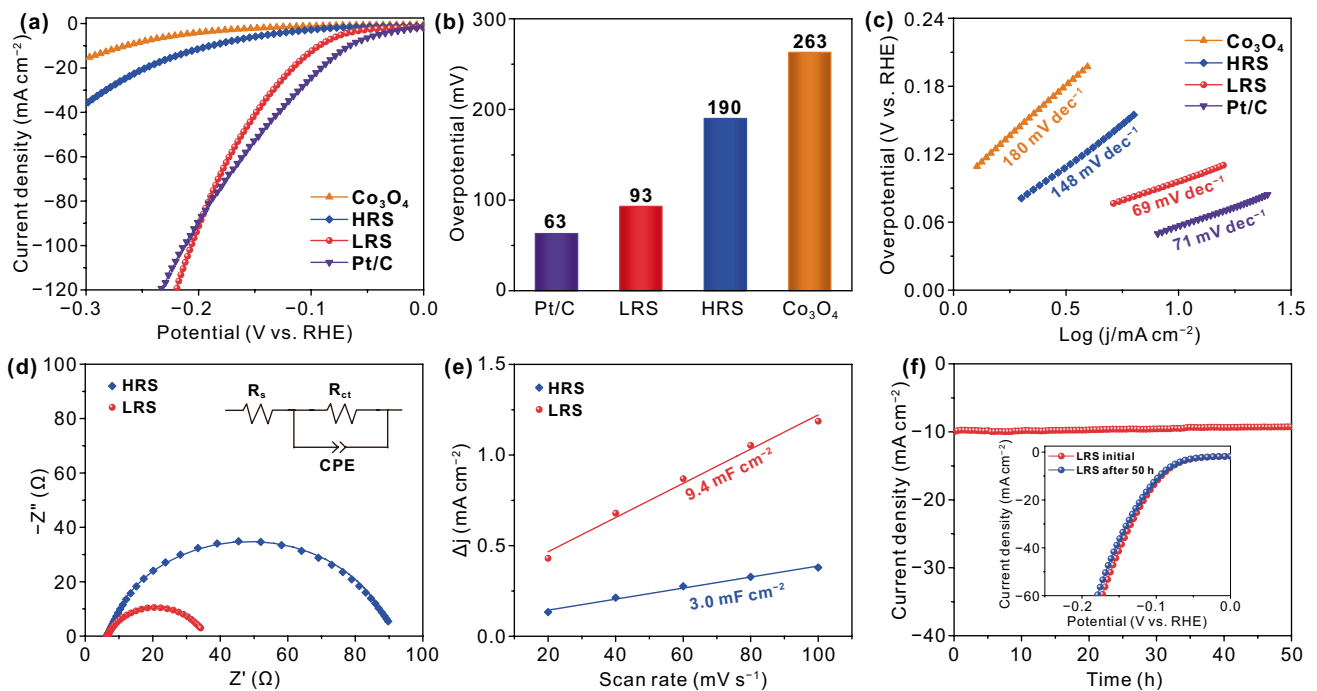 (a)
Current density (mA cm⁻²)
0
−20
−40
−60
−80
−100
−120
−0.3
−0.2
−0.1
0.0
Potential (V vs. RHE)
Co₃O₄
HRS
LRS
Pt/C
(b)
Overpotential (mV)
400
300
200
100
0
63
93
190
263
Pt/C
LRS
HRS
Co₃O₄
(c)
Overpotential (V vs. RHE)
0.24
0.18
0.12
0.06
0.00
Co₃O₄
HRS
LRS
Pt/C
180 mV dec⁻¹
148 mV dec⁻¹
69 mV dec⁻¹
71 mV dec⁻¹
0.0
0.5
1.0
1.5
Log (j/mA cm⁻²)
(d)
−Z'' (Ω)
100
80
60
40
20
0
HRS
LRS
Rₛ
R꜀ₜ
CPE
0
20
40
60
80
100
Z' (Ω)
(e)
Δj (mA cm⁻²)
1.5
1.0
0.5
0.0
HRS
LRS
9.4 mF cm⁻²
3.0 mF cm⁻²
20
40
60
80
100
Scan rate (mV s⁻¹)
(f)
Current density (mA cm⁻²)
0
−10
−20
−30
−40
Current density (mA cm⁻²)
0
−20
−40
−60
LRS initial
LRS after 50 h
−0.2
−0.1
0.0
Potential (V vs. RHE)
0
10
20
30
40
50
Time (h)